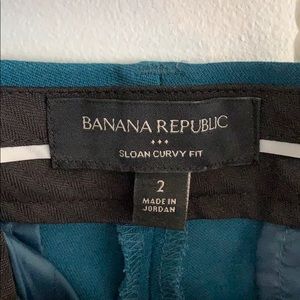 BANANA REPUBLIC
SLOAN CURVY FIT
2
MADE IN
JORDAN